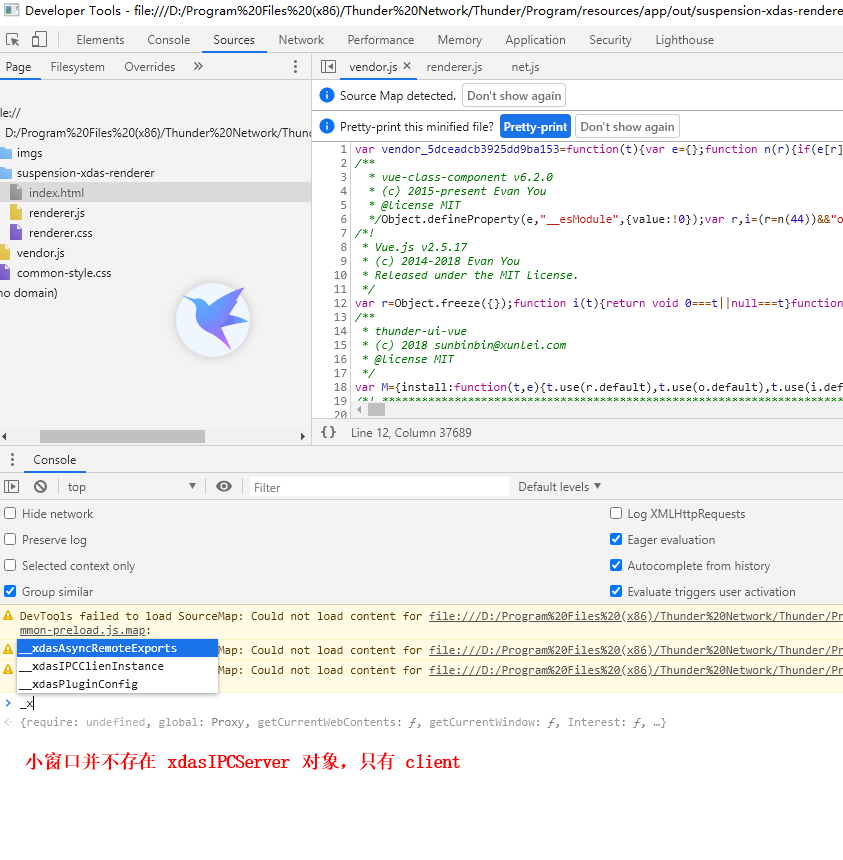 Developer Tools - file:///D:/Program%20Files%20(x86)/Thunder%20Network/Thunder/Program/resources/app/out/suspension-xdas-rendere
Elements Console Sources Network Performance Memory Application Security Lighthouse
Page Filesystem Overrides »
vendor.js × renderer.js net.js
Source Map detected. Don't show again
Pretty-print this minified file? Pretty-print Don't show again
le://
D:/Program%20Files%20(x86)/Thunder%20Network/Thund
imgs
suspension-xdas-renderer
index.html
renderer.js
renderer.css
vendor.js
common-style.css
no domain)
1 var vendor_5dceadcb3925dd9ba153=function(t){var e={};function n(r){if(e[r]
2 /**
3 * vue-class-component v6.2.0
4 * (c) 2015-present Evan You
5 * @license MIT
6 */Object.defineProperty(e,"__esModule",{value:!0});var r,i=(r=n(44))&&"o
7 /*!
8 * Vue.js v2.5.17
9 * (c) 2014-2018 Evan You
10 * Released under the MIT License.
11 */
12 var r=Object.freeze({});function i(t){return void 0===t||null===t}function
13 /**
14 * thunder-ui-vue
15 * (c) 2018 sunbinbin@xunlei.com
16 * @license MIT
17 */
18 var M={install:function(t,e){t.use(r.default),t.use(o.default),t.use(i.def
19
20
{} Line 12, Column 37689
Console
top Filter Default levels
Hide network Log XMLHttpRequests
Preserve log Eager evaluation
Selected context only Autocomplete from history
Group similar Evaluate triggers user activation
DevTools failed to load SourceMap: Could not load content for file:///D:/Program%20Files%20(x86)/Thunder%20Network/Thunder/Pr
mmon-preload.js.map:
Map: Could not load content for file:///D:/Program%20Files%20(x86)/Thunder%20Network/Thunder/Pr
Map: Could not load content for file:///D:/Program%20Files%20(x86)/Thunder%20Network/Thunder/Pr
__xdasAsyncRemoteExports
__xdasIPCClienInstance
__xdasPluginConfig
> _x
{require: undefined, global: Proxy, getCurrentWebContents: ƒ, getCurrentWindow: ƒ, Interest: ƒ, …}
小窗口并不存在 xdasIPCServer 对象，只有 client